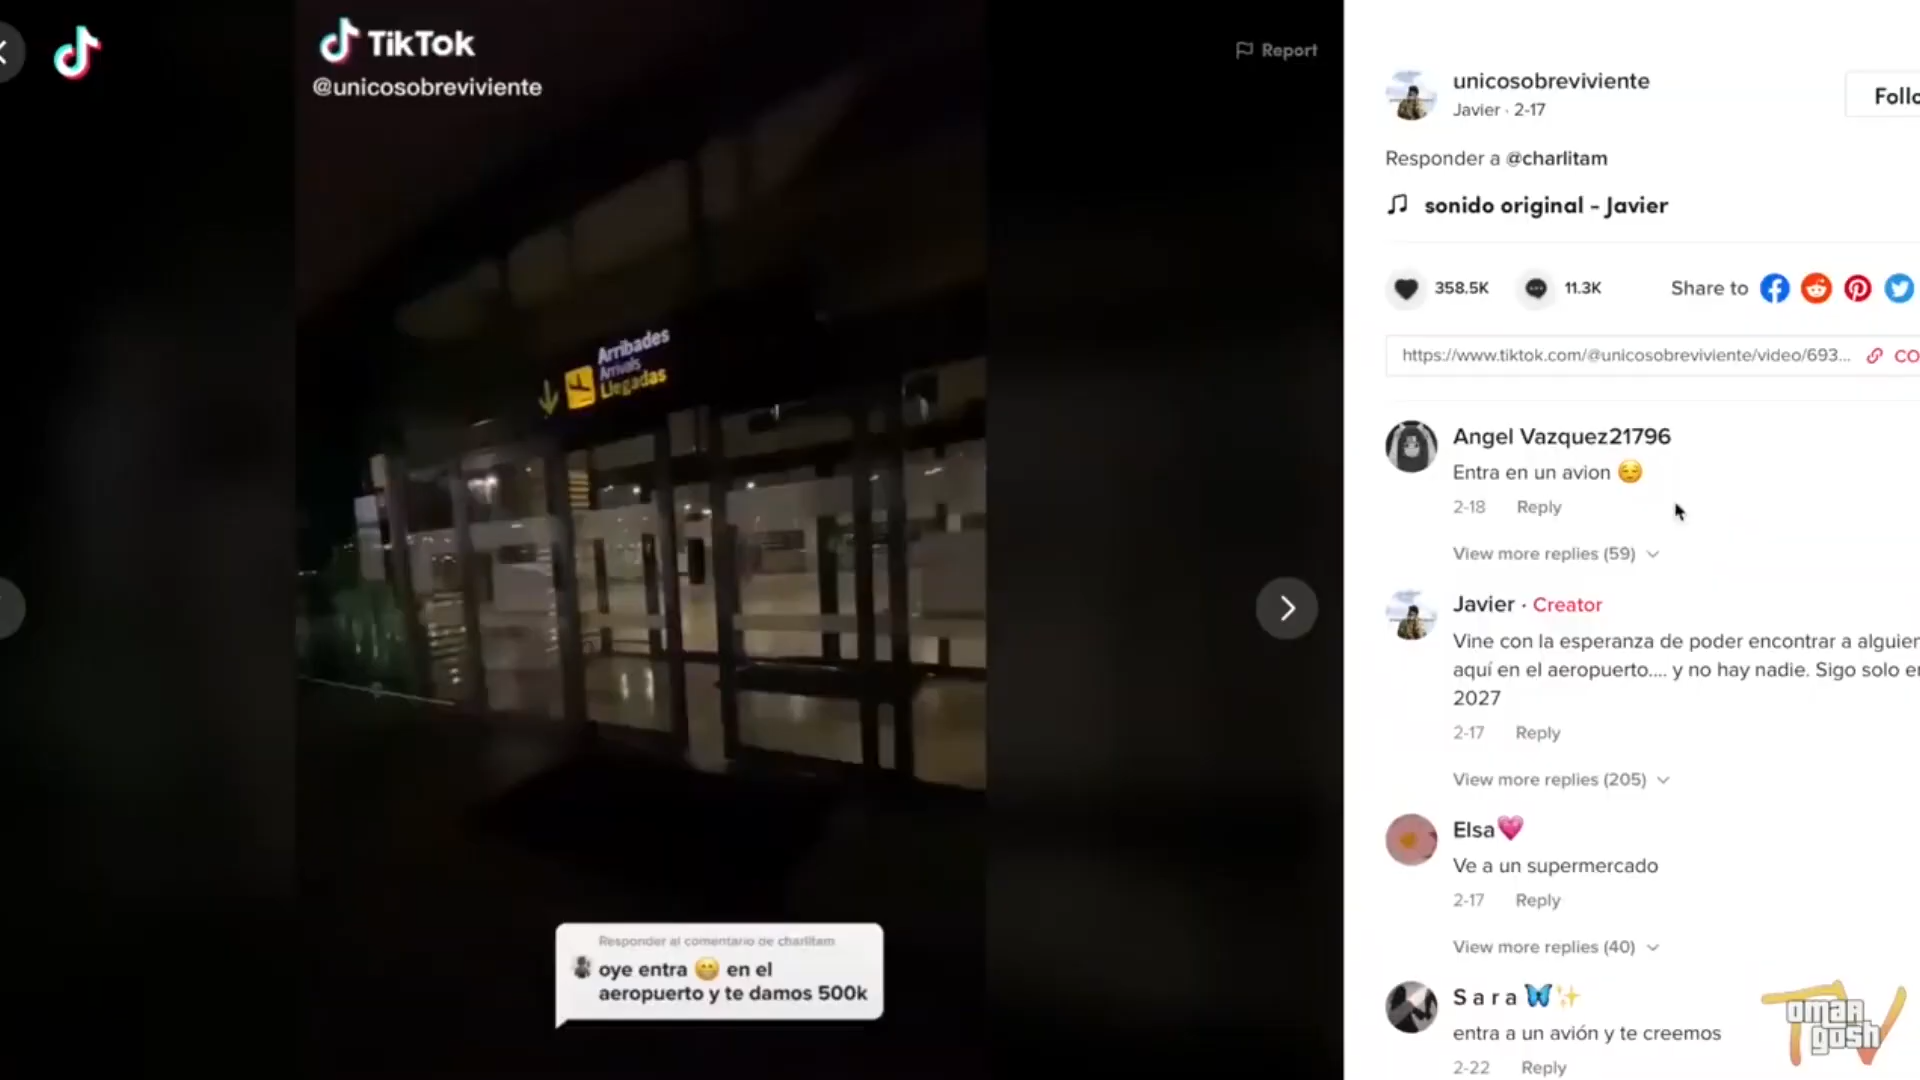 TikTok
@unicosobreviviente
Report
Arribades
Arrivals
Llegadas
Responder al comentario de charlitam
oye entra 😁 en el
aeropuerto y te damos 500k
unicosobreviviente
Javier · 2-17
Follo
Responder a @charlitam
sonido original - Javier
358.5K
11.3K
Share to
https://www.tiktok.com/@unicosobreviviente/video/693...
CO
Angel Vazquez21796
Entra en un avion 😔
2-18 Reply
View more replies (59)
Javier · Creator
Vine con la esperanza de poder encontrar a alguien
aquí en el aeropuerto.... y no hay nadie. Sigo solo en
2027
2-17 Reply
View more replies (205)
Elsa💗
Ve a un supermercado
2-17 Reply
View more replies (40)
S a r a 🦋✨
entra a un avión y te creemos
2-22 Reply
OMAR
gosh
TV